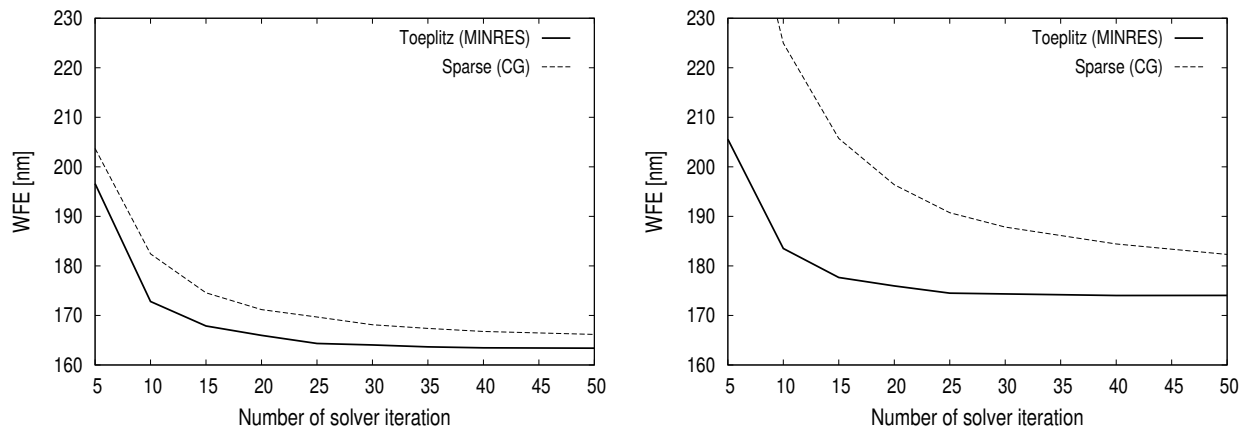 230
220
210
200
190
180
170
160
WFE [nm]
5 10 15 20 25 30 35 40 45 50
Number of solver iteration
Toeplitz (MINRES)
Sparse (CG)
230
220
210
200
190
180
170
160
WFE [nm]
5 10 15 20 25 30 35 40 45 50
Number of solver iteration
Toeplitz (MINRES)
Sparse (CG)